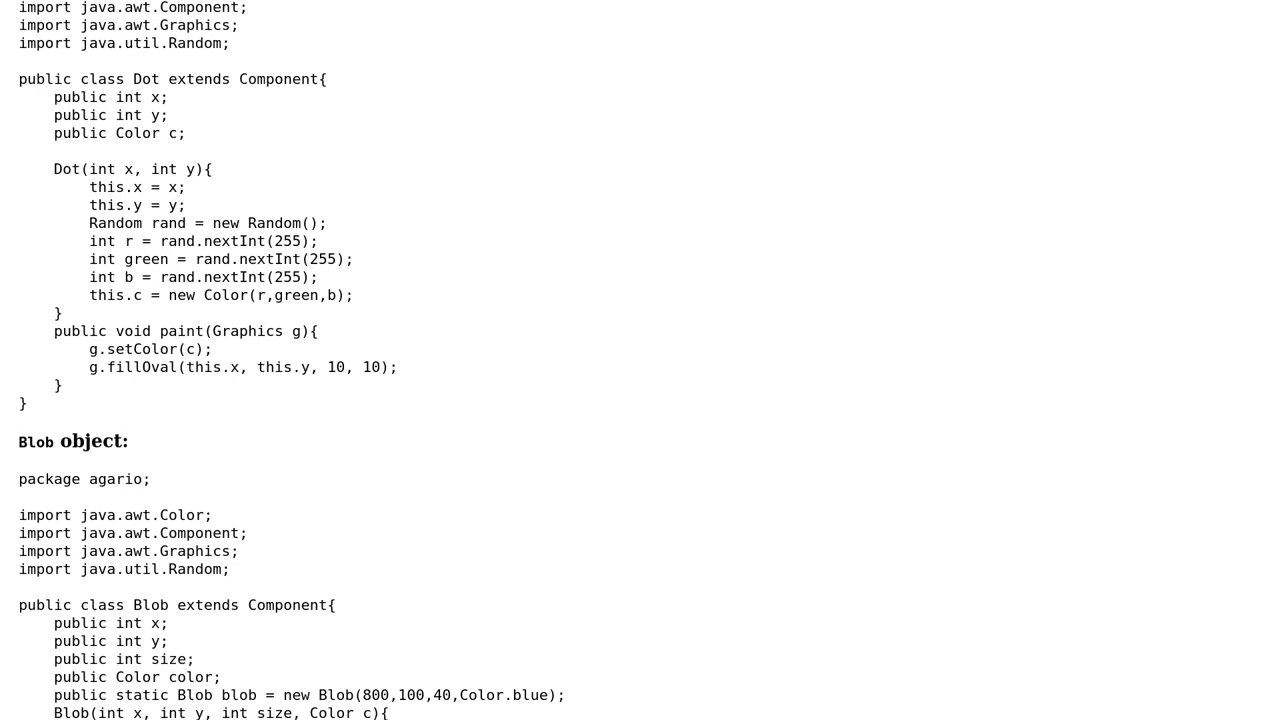 import java.awt.Component;
import java.awt.Graphics;
import java.util.Random;

public class Dot extends Component{
    public int x;
    public int y;
    public Color c;

    Dot(int x, int y){
        this.x = x;
        this.y = y;
        Random rand = new Random();
        int r = rand.nextInt(255);
        int green = rand.nextInt(255);
        int b = rand.nextInt(255);
        this.c = new Color(r,green,b);
    }
    public void paint(Graphics g){
        g.setColor(c);
        g.fillOval(this.x, this.y, 10, 10);
    }
}
Blob object:
package agario;

import java.awt.Color;
import java.awt.Component;
import java.awt.Graphics;
import java.util.Random;

public class Blob extends Component{
    public int x;
    public int y;
    public int size;
    public Color color;
    public static Blob blob = new Blob(800,100,40,Color.blue);
    Blob(int x, int y, int size, Color c){